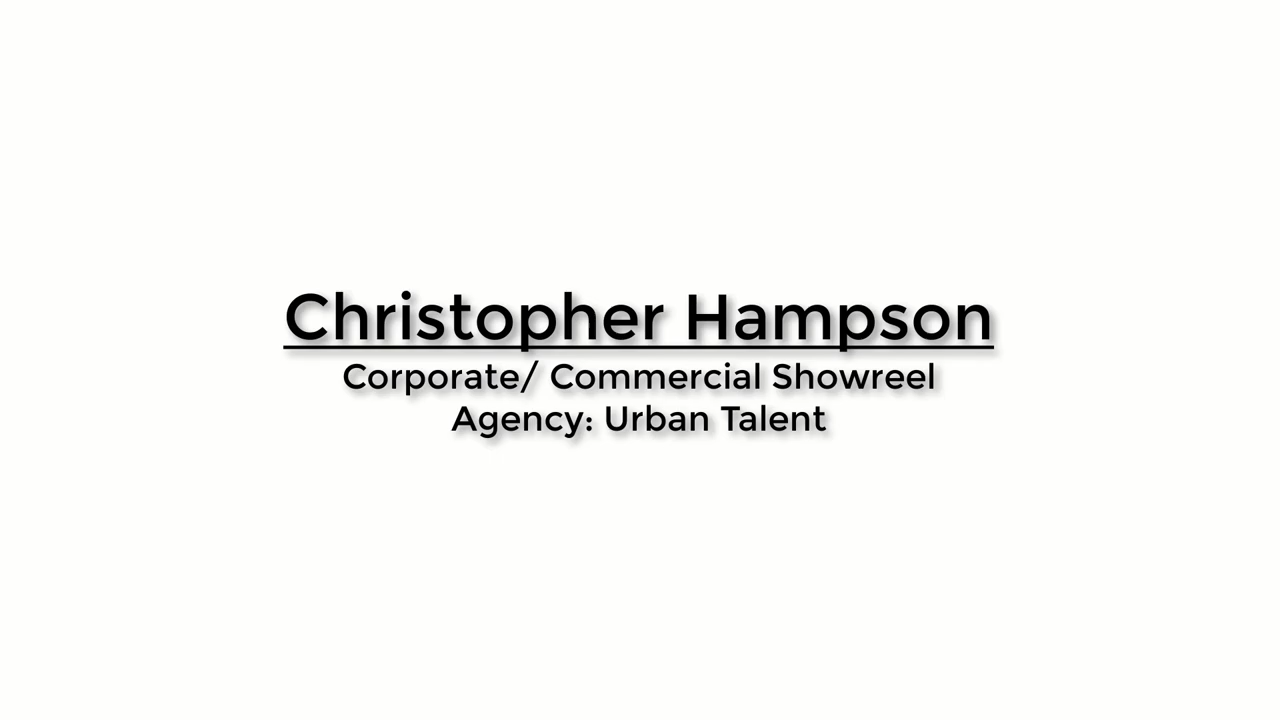 Christopher Hampson
Corporate/ Commercial Showreel
Agency: Urban Talent